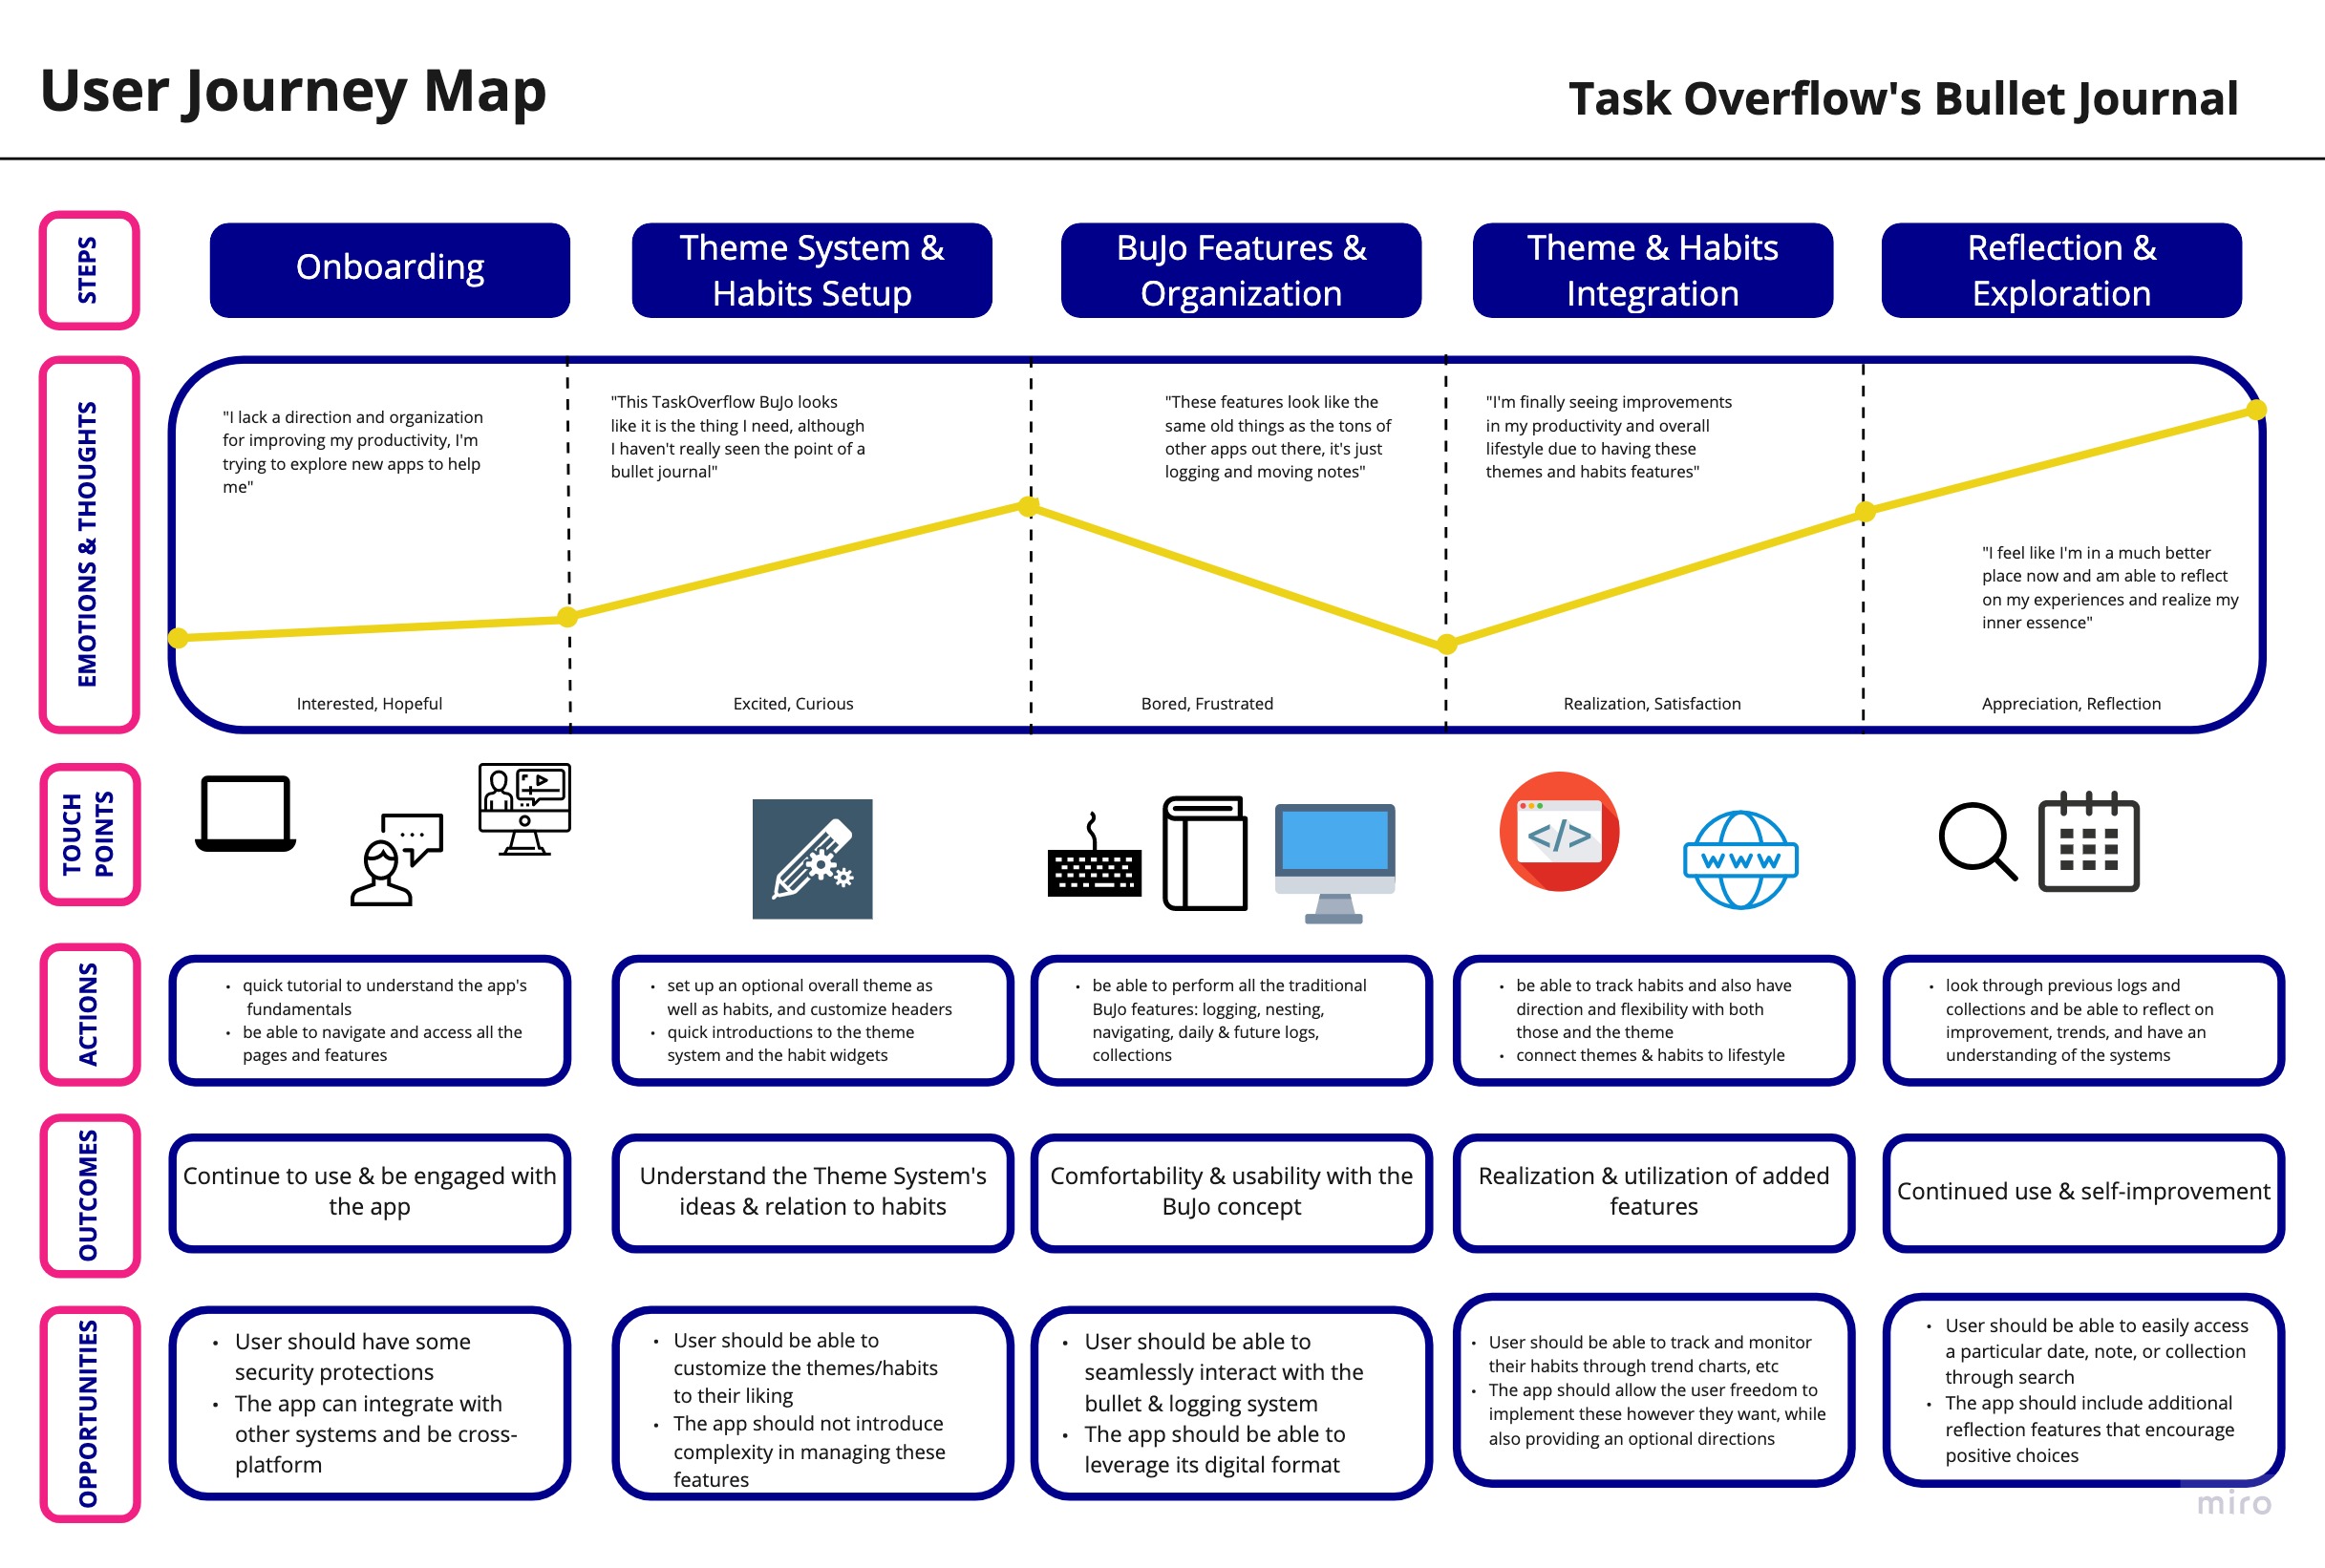 User Journey Map
Task Overflow's Bullet Journal
STEPS
Onboarding
Theme System &
Habits Setup
BuJo Features &
Organization
Theme & Habits
Integration
Reflection &
Exploration
EMOTIONS & THOUGHTS
"I lack a direction and organization
for improving my productivity, I'm
trying to explore new apps to help
me"
"This TaskOverflow BuJo looks
like it is the thing I need, although
I haven't really seen the point of a
bullet journal"
"These features look like the
same old things as the tons of
other apps out there, it's just
logging and moving notes"
"I'm finally seeing improvements
in my productivity and overall
lifestyle due to having these
themes and habits features"
"I feel like I'm in a much better
place now and am able to reflect
on my experiences and realize my
inner essence"
Interested, Hopeful
Excited, Curious
Bored, Frustrated
Realization, Satisfaction
Appreciation, Reflection
TOUCH
POINTS
</>
www
ACTIONS
• quick tutorial to understand the app's
fundamentals
• be able to navigate and access all the
pages and features
• set up an optional overall theme as
well as habits, and customize headers
• quick introductions to the theme
system and the habit widgets
• be able to perform all the traditional
BuJo features: logging, nesting,
navigating, daily & future logs,
collections
• be able to track habits and also have
direction and flexibility with both
those and the theme
• connect themes & habits to lifestyle
• look through previous logs and
collections and be able to reflect on
improvement, trends, and have an
understanding of the systems
OUTCOMES
Continue to use & be engaged with
the app
Understand the Theme System's
ideas & relation to habits
Comfortability & usability with the
BuJo concept
Realization & utilization of added
features
Continued use & self-improvement
OPPORTUNITIES
• User should have some
security protections
• The app can integrate with
other systems and be cross-
platform
• User should be able to
customize the themes/habits
to their liking
• The app should not introduce
complexity in managing these
features
• User should be able to
seamlessly interact with the
bullet & logging system
• The app should be able to
leverage its digital format
• User should be able to track and monitor
their habits through trend charts, etc
• The app should allow the user freedom to
implement these however they want, while
also providing an optional directions
• User should be able to easily access
a particular date, note, or collection
through search
• The app should include additional
reflection features that encourage
positive choices
miro